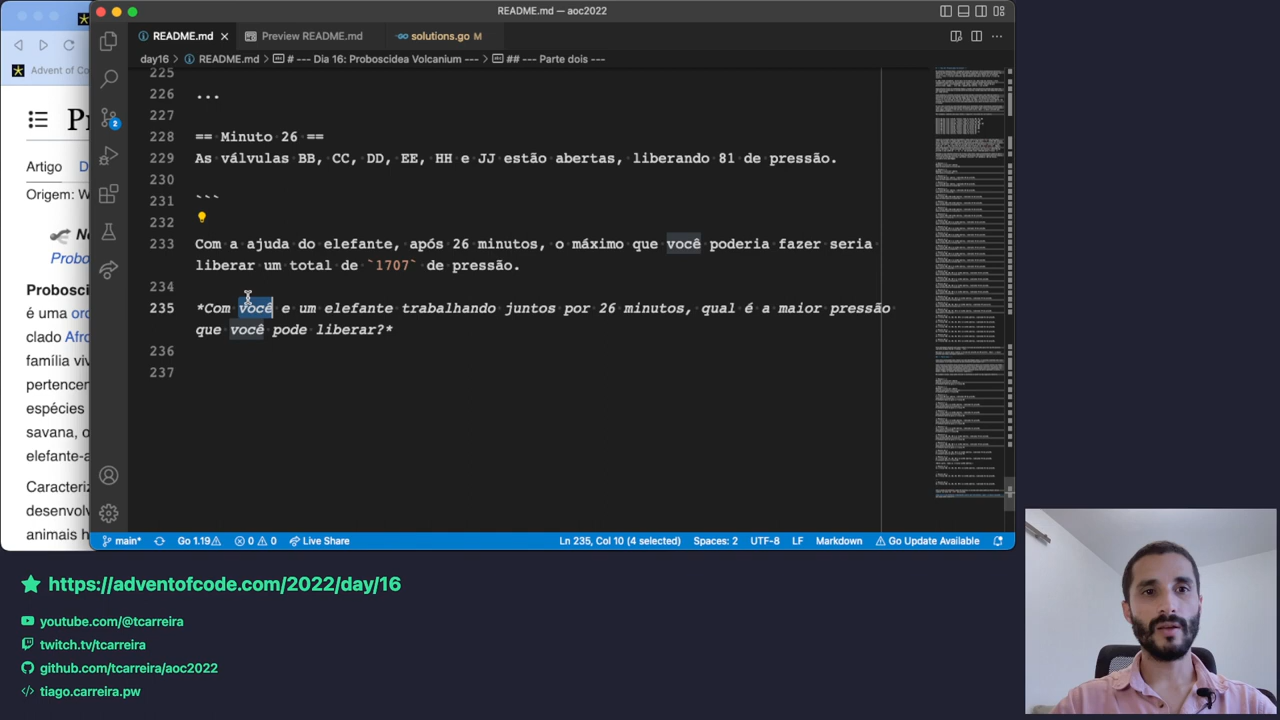 README.md — aoc2022
README.md
Preview README.md
solutions.go M
day16 > README.md > # --- Dia 16: Proboscidea Volcanium --- > ## --- Parte dois ---
Advent of Co
Artigo D
Origem: W
Probo
Probosc
é uma orc
clado Afro
família viv
pertencen
espécies
savana, o
elefante-a
Caracteriz
desenvolv
animais h
2
225
226 ...
227
228 == Minuto 26 ==
229 As válvulas BB, CC, DD, EE, HH e JJ estão abertas, liberando 81 de pressão.
230
231 ```
232
233 Com a ajuda do elefante, após 26 minutos, o máximo que você poderia fazer seria
liberar um total de `1707` de pressão.
234
235 *Com você e o elefante trabalhando juntos por 26 minutos, qual é a maior pressão
que você pode liberar?*
236
237
main* Go 1.19 0 0 Live Share Ln 235, Col 10 (4 selected) Spaces: 2 UTF-8 LF Markdown Go Update Available
https://adventofcode.com/2022/day/16
youtube.com/@tcarreira
twitch.tv/tcarreira
github.com/tcarreira/aoc2022
</> tiago.carreira.pw